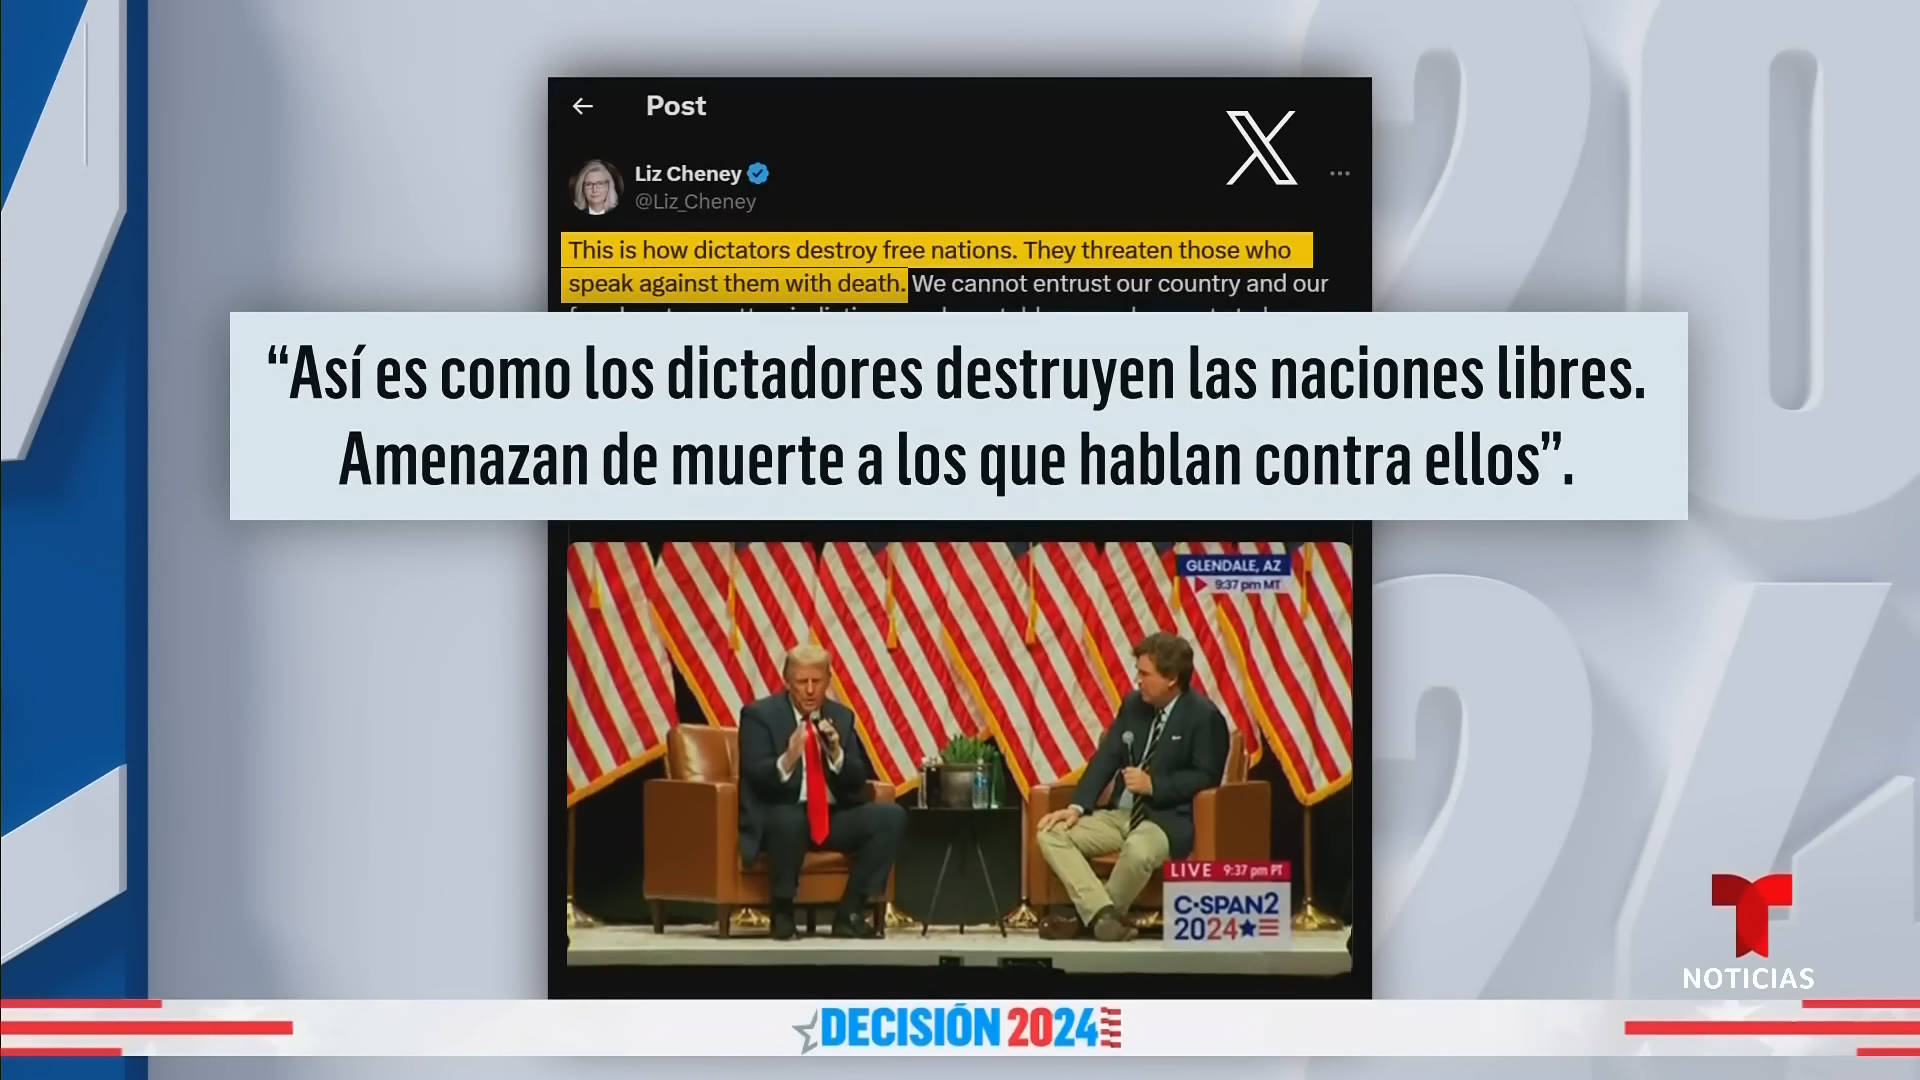 Post
Liz Cheney
@Liz_Cheney
This is how dictators destroy free nations. They threaten those who
speak against them with death. We cannot entrust our country and our
“Así es como los dictadores destruyen las naciones libres.
Amenazan de muerte a los que hablan contra ellos”.
GLENDALE, AZ
9:37 pm MT
LIVE 9:37 pm PT
C-SPAN2
2024
NOTICIAS
DECISIÓN 2024
2024